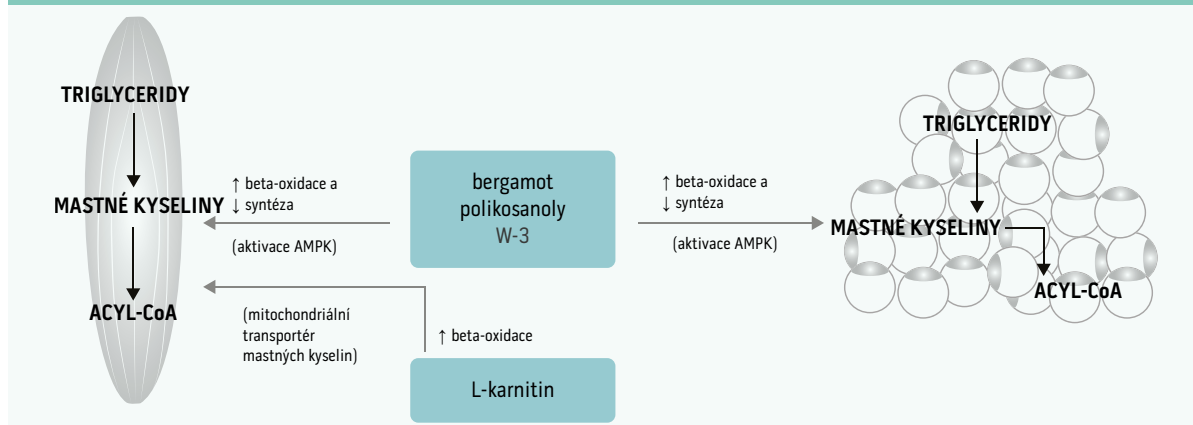 TRIGLYCERIDY
MASTNÉ KYSELINY
ACYL-CoA
↑ beta-oxidace a
↓ syntéza
(aktivace AMPK)
(mitochondriální
transportér
mastných kyselin)
bergamot
polikosanoly
W-3
↑ beta-oxidace
L-karnitin
↑ beta-oxidace a
↓ syntéza
(aktivace AMPK)
TRIGLYCERIDY
MASTNÉ KYSELINY
ACYL-CoA